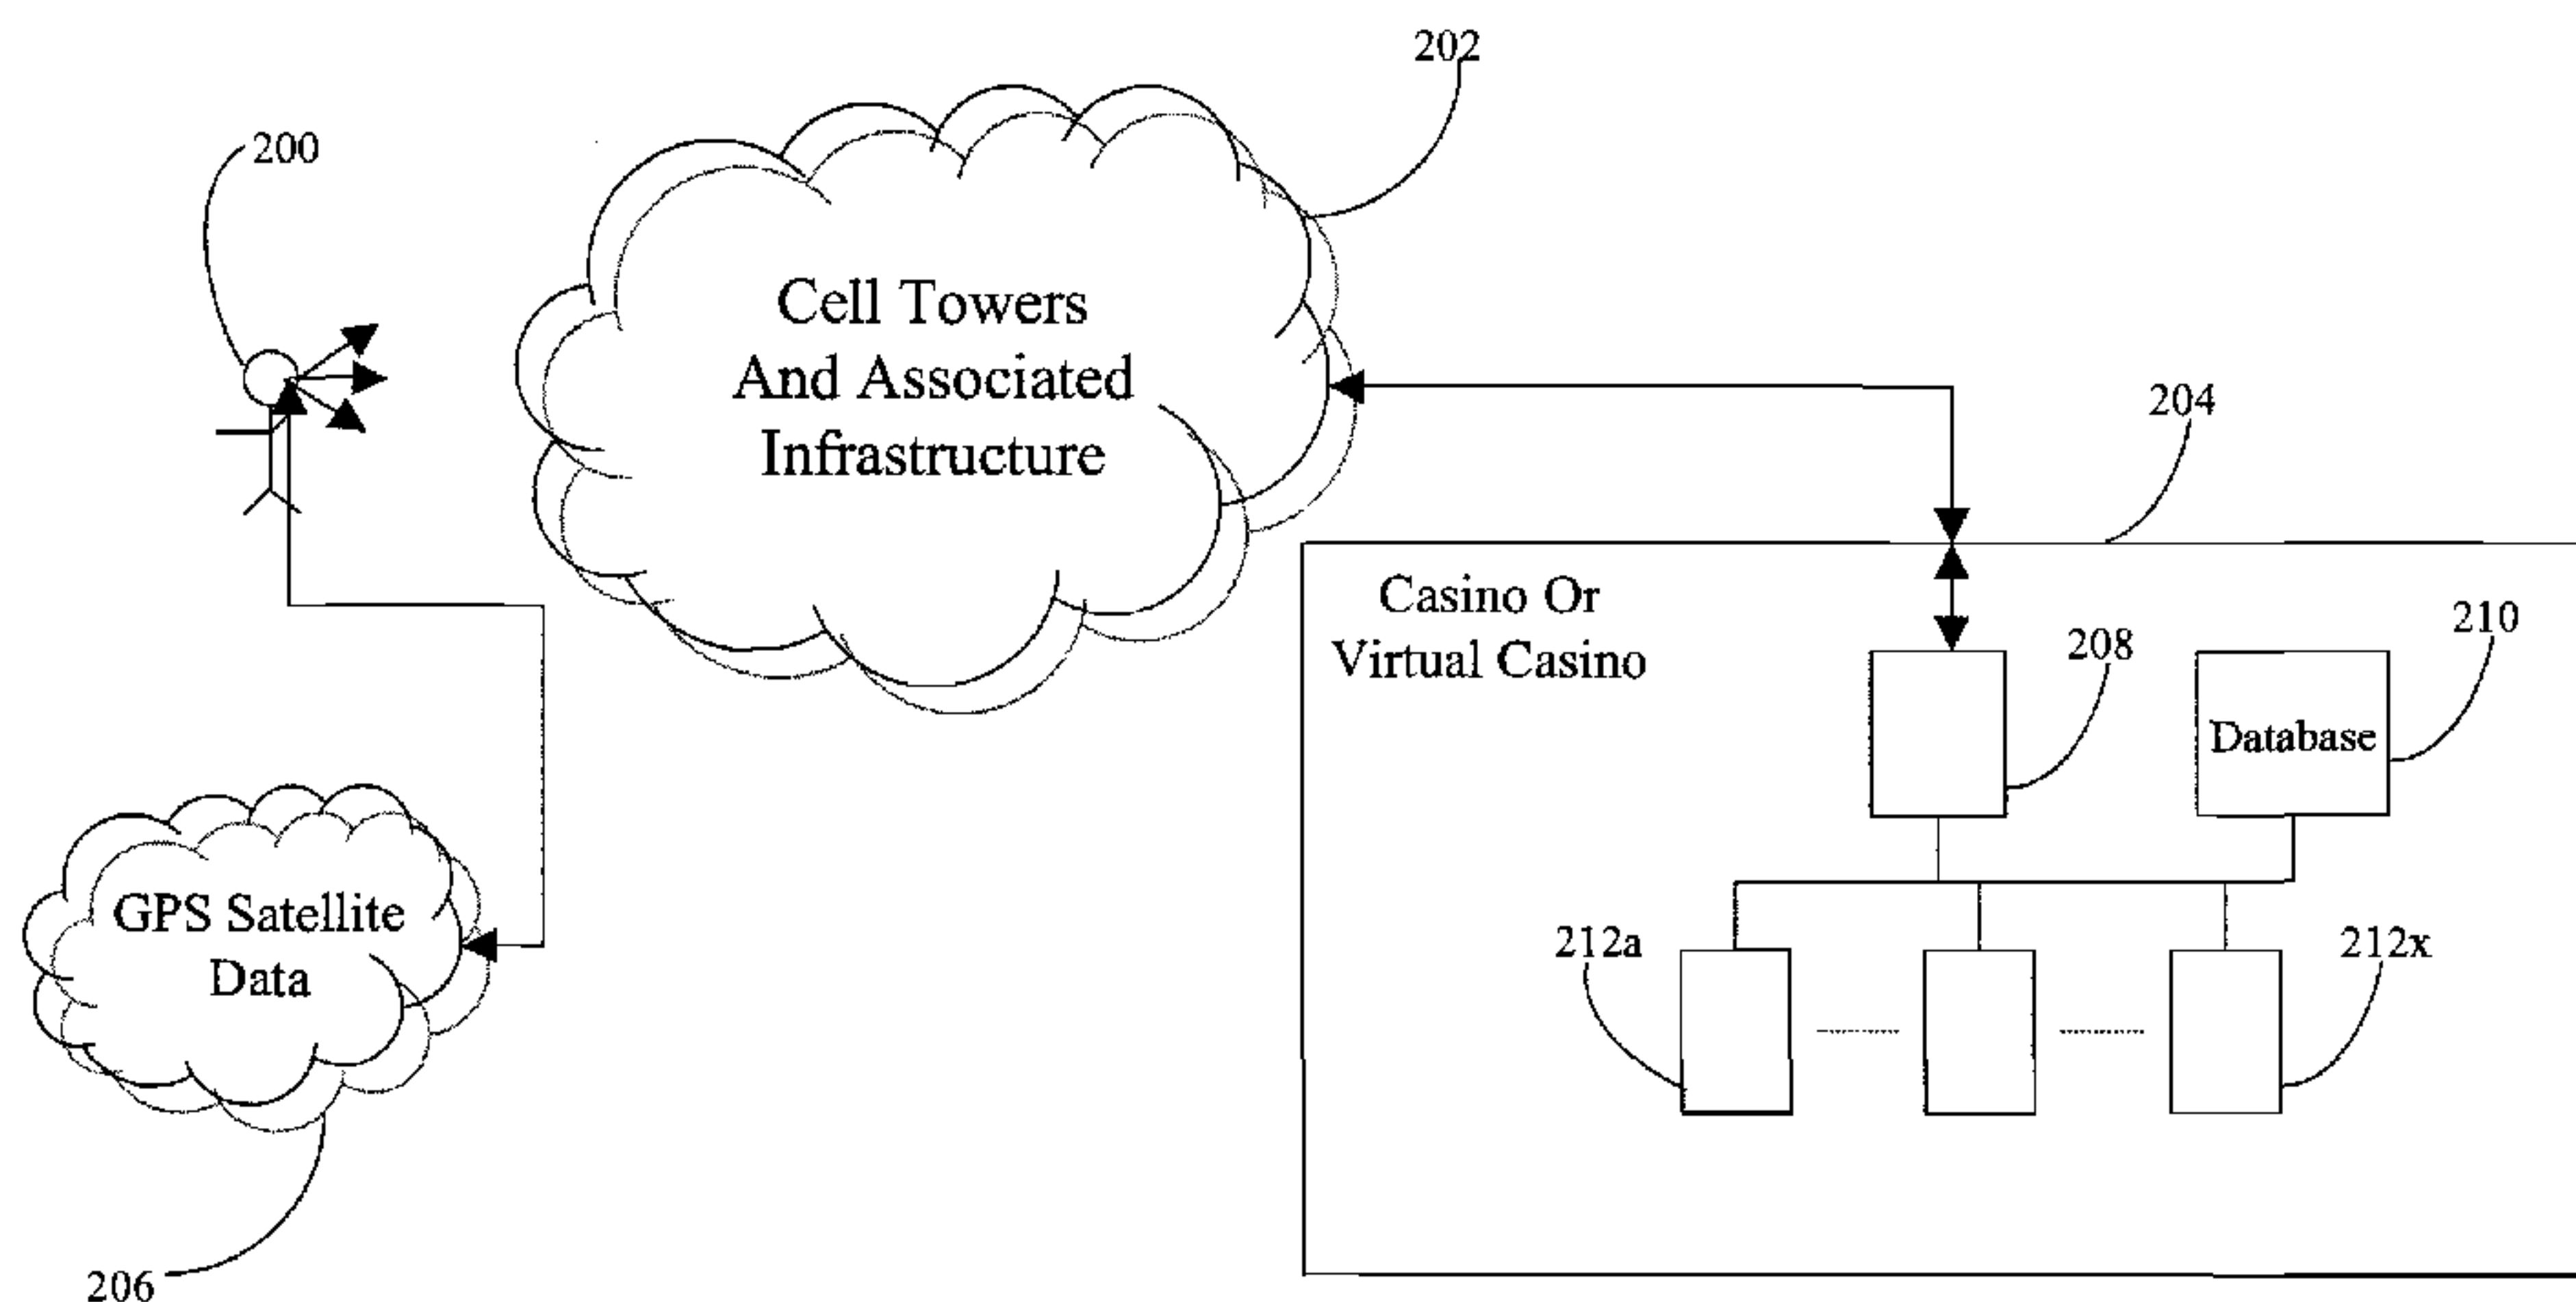 202
200
Cell Towers
And Associated
Infrastructure
204
Casino Or
Virtual Casino
208
210
Database
GPS Satellite
Data
212a
212x
206